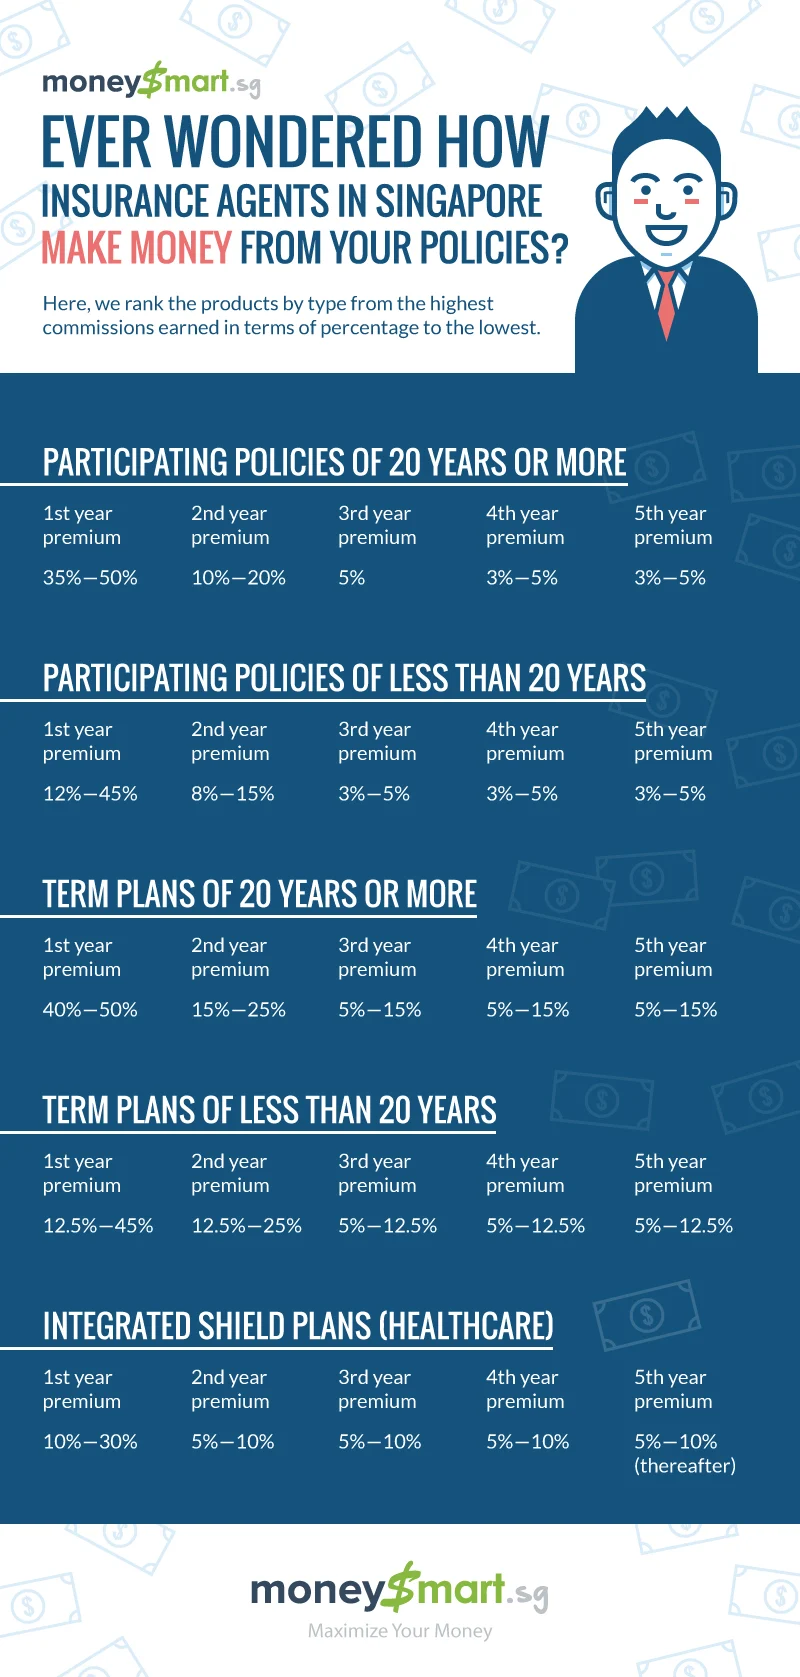 money$mart.sg
EVER WONDERED HOW
INSURANCE AGENTS IN SINGAPORE
MAKE MONEY FROM YOUR POLICIES?
Here, we rank the products by type from the highest
commissions earned in terms of percentage to the lowest.
PARTICIPATING POLICIES OF 20 YEARS OR MORE
1st year 2nd year 3rd year 4th year 5th year
premium premium premium premium premium
35%—50% 10%—20% 5% 3%—5% 3%—5%
PARTICIPATING POLICIES OF LESS THAN 20 YEARS
1st year 2nd year 3rd year 4th year 5th year
premium premium premium premium premium
12%—45% 8%—15% 3%—5% 3%—5% 3%—5%
TERM PLANS OF 20 YEARS OR MORE
1st year 2nd year 3rd year 4th year 5th year
premium premium premium premium premium
40%—50% 15%—25% 5%—15% 5%—15% 5%—15%
TERM PLANS OF LESS THAN 20 YEARS
1st year 2nd year 3rd year 4th year 5th year
premium premium premium premium premium
12.5%—45% 12.5%—25% 5%—12.5% 5%—12.5% 5%—12.5%
INTEGRATED SHIELD PLANS (HEALTHCARE)
1st year 2nd year 3rd year 4th year 5th year
premium premium premium premium premium
10%—30% 5%—10% 5%—10% 5%—10% 5%—10%
(thereafter)
money$mart.sg
Maximize Your Money